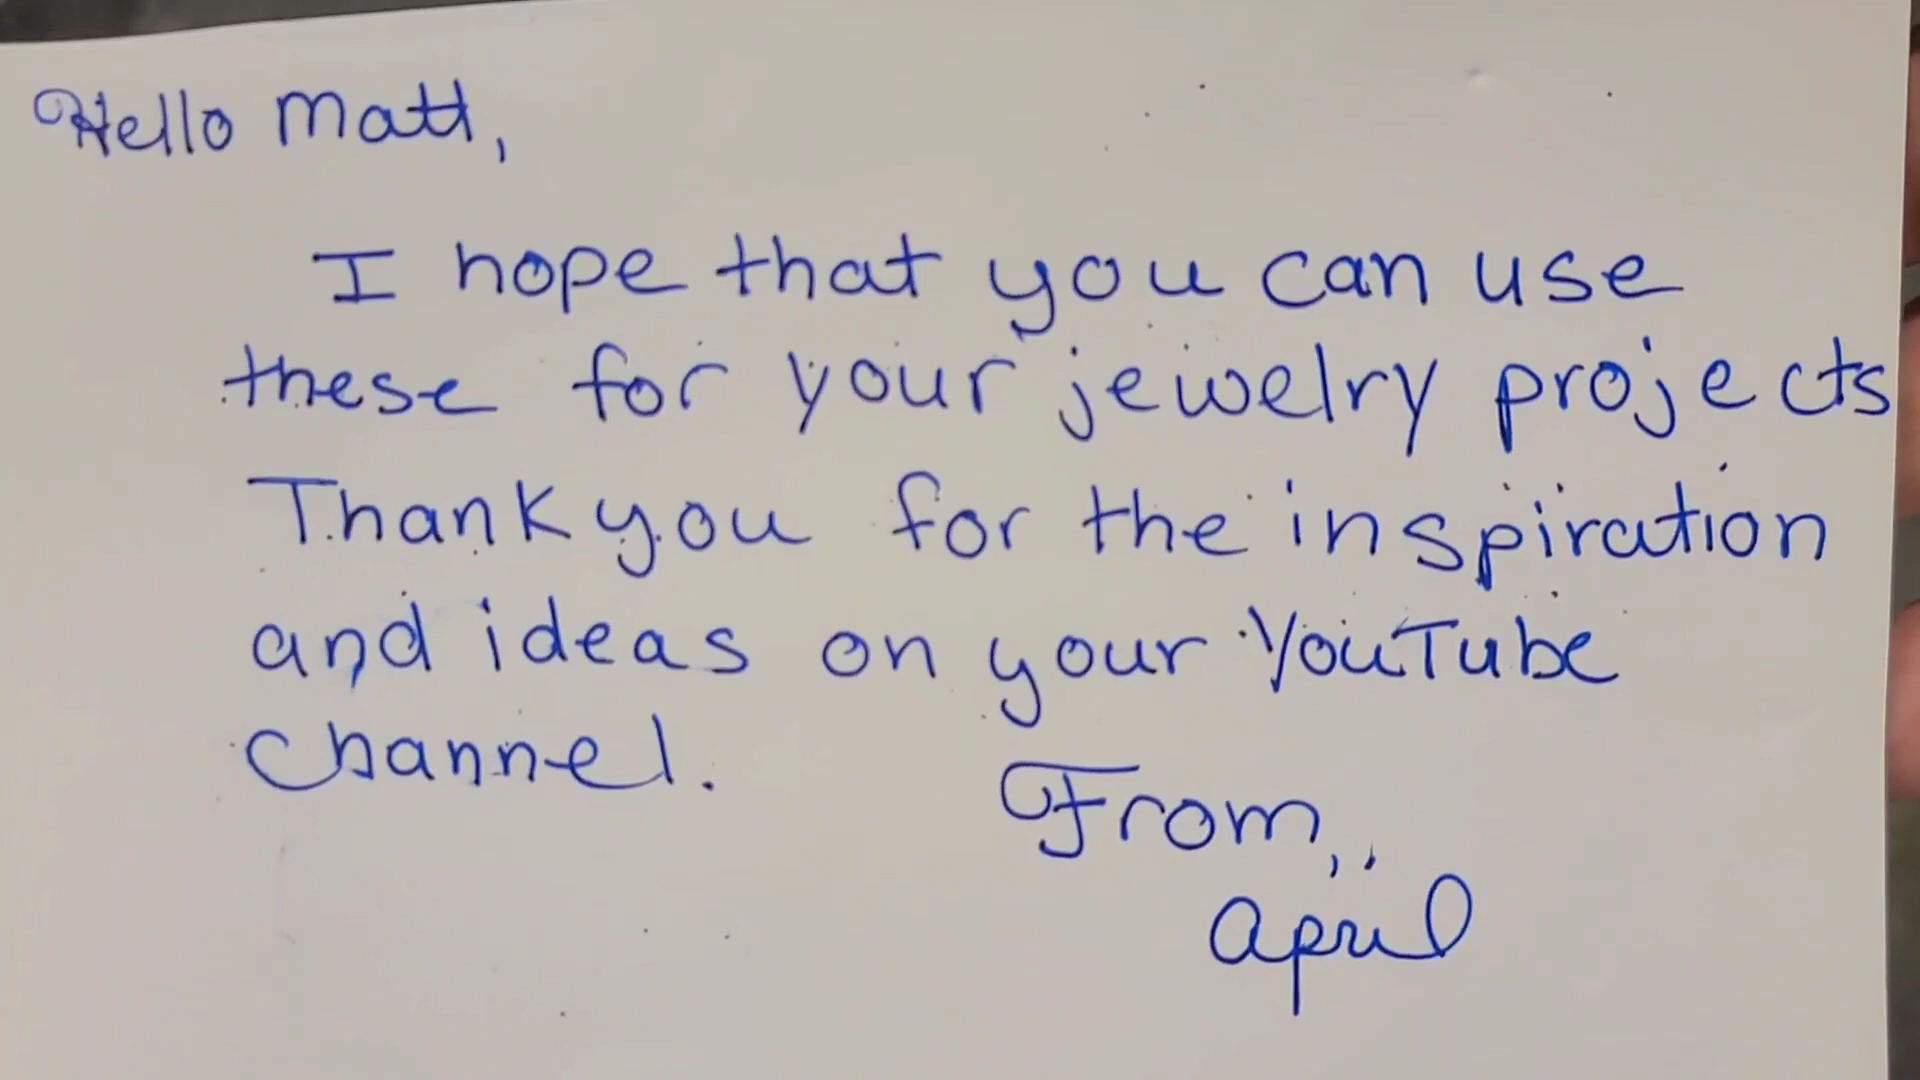 Hello Matt,
I hope that you can use
these for your jewelry projects
Thank you for the inspiration
and ideas on your YouTube
channel.
From,
April